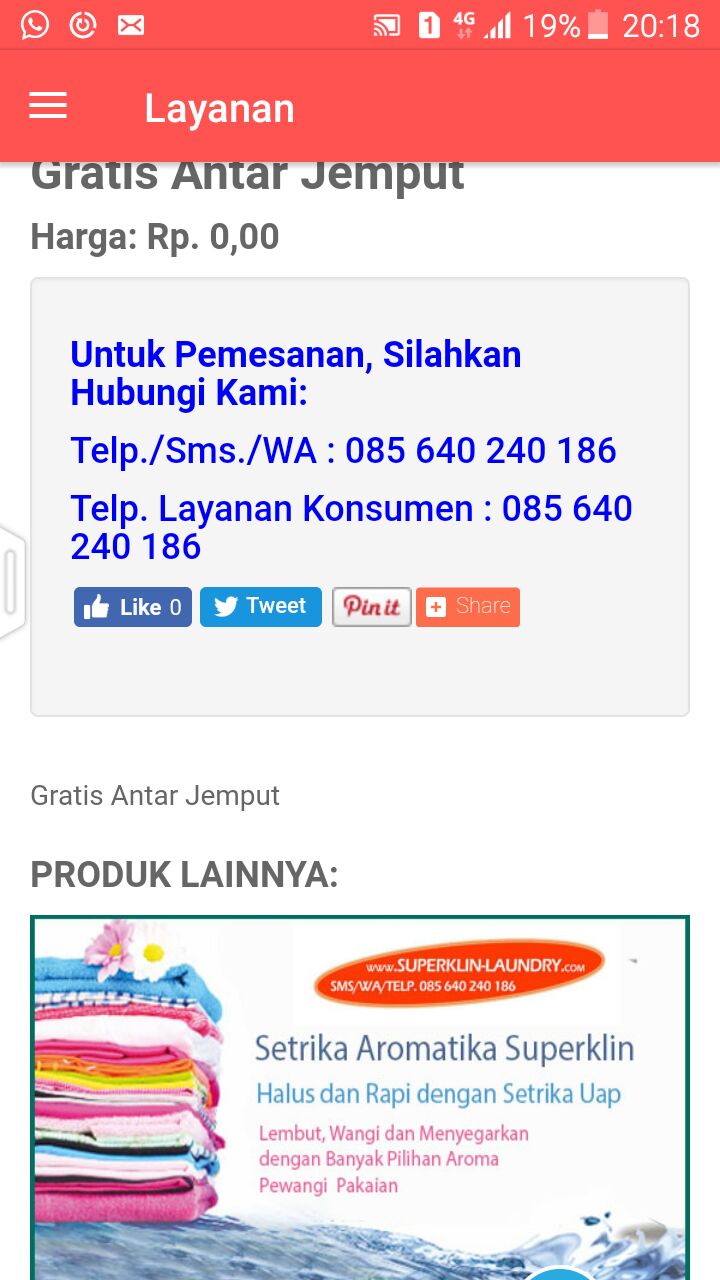 4G 19% 20:18
1
Layanan
Gratis Antar Jemput
Harga: Rp. 0,00
Untuk Pemesanan, Silahkan
Hubungi Kami:
Telp./Sms./WA : 085 640 240 186
Telp. Layanan Konsumen : 085 640
240 186
Like 0 Tweet Pin it Share
Gratis Antar Jemput
PRODUK LAINNYA:
www.SUPERKLIN-LAUNDRY.com
SMS/WA/TELP. 085 640 240 186
Setrika Aromatika Superklin
Halus dan Rapi dengan Setrika Uap
Lembut, Wangi dan Menyegarkan
dengan Banyak Pilihan Aroma
Pewangi Pakaian